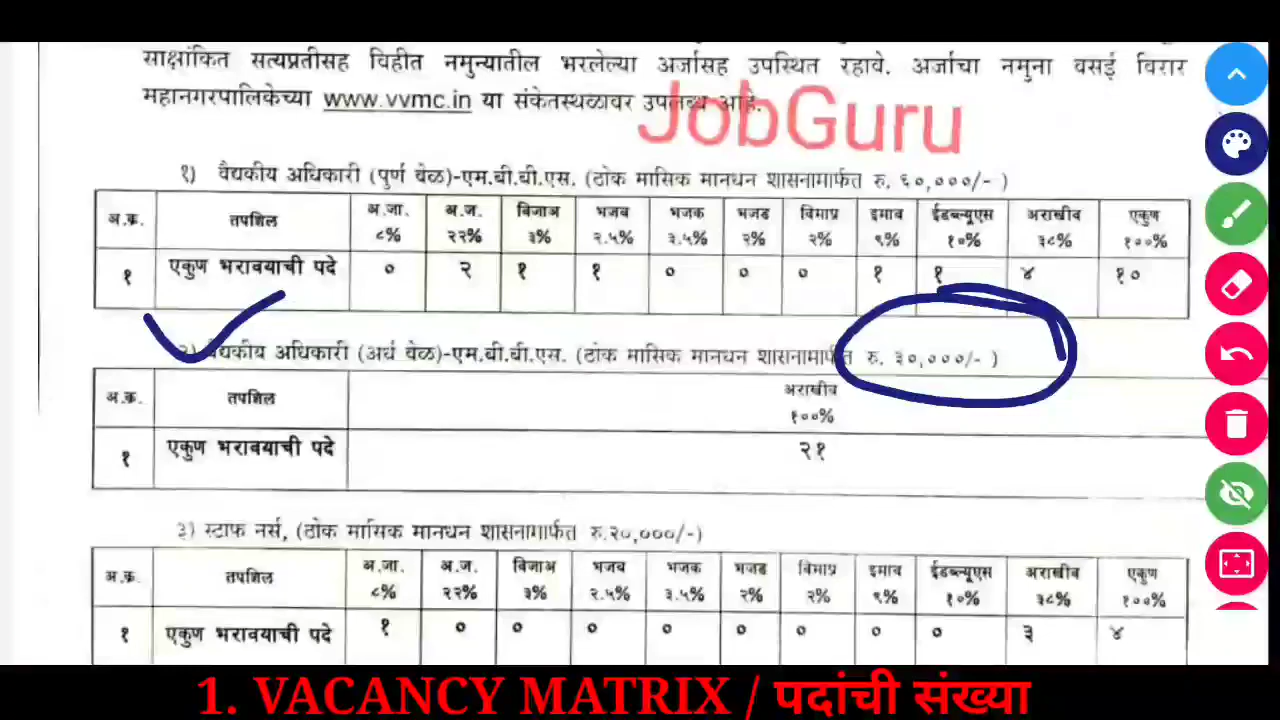 साक्षांकित सत्यप्रतीसह विहीत नमुन्यातील भरलेल्या अर्जासह उपस्थित रहावे. अर्जाचा नमुना वसई विरार
महानगरपालिकेच्या www.vvmc.in या संकेतस्थळावर उपलब्ध आहे.
JobGuru
१) वैद्यकीय अधिकारी (पुर्ण वेळ)-एम.बी.बी.एस. (ठोक मासिक मानधन शासनामार्फत रु. ६०,०००/- )
अ.क्र. तपशिल अ.जा. अ.ज. विजाअ भजब भजक भजड विमाप्र इमाव ईडब्ल्यूएस अराखीव एकुण
८% २२% ३% २.५% ३.५% २% २% ९% १०% ३८% १००%
१ एकुण भरावयाची पदे ० २ १ १ ० ० ० १ १ ४ १०
२) वैद्यकीय अधिकारी (अर्ध वेळ)-एम.बी.बी.एस. (ठोक मासिक मानधन शासनामार्फत रु. ३०,०००/- )
अ.क्र. तपशिल अराखीव
१००%
१ एकुण भरावयाची पदे २१
३) स्टाफ नर्स, (ठोक मासिक मानधन शासनामार्फत रु.२०,०००/-)
अ.क्र. तपशिल अ.जा. अ.ज. विजाअ भजब भजक भजड विमाप्र इमाव ईडब्ल्यूएस अराखीव एकुण
८% २२% ३% २.५% ३.५% २% २% ९% १०% ३८% १००%
१ एकुण भरावयाची पदे १ ० ० ० ० ० ० ० ० ३ ४
1. VACANCY MATRIX / पदांची संख्या